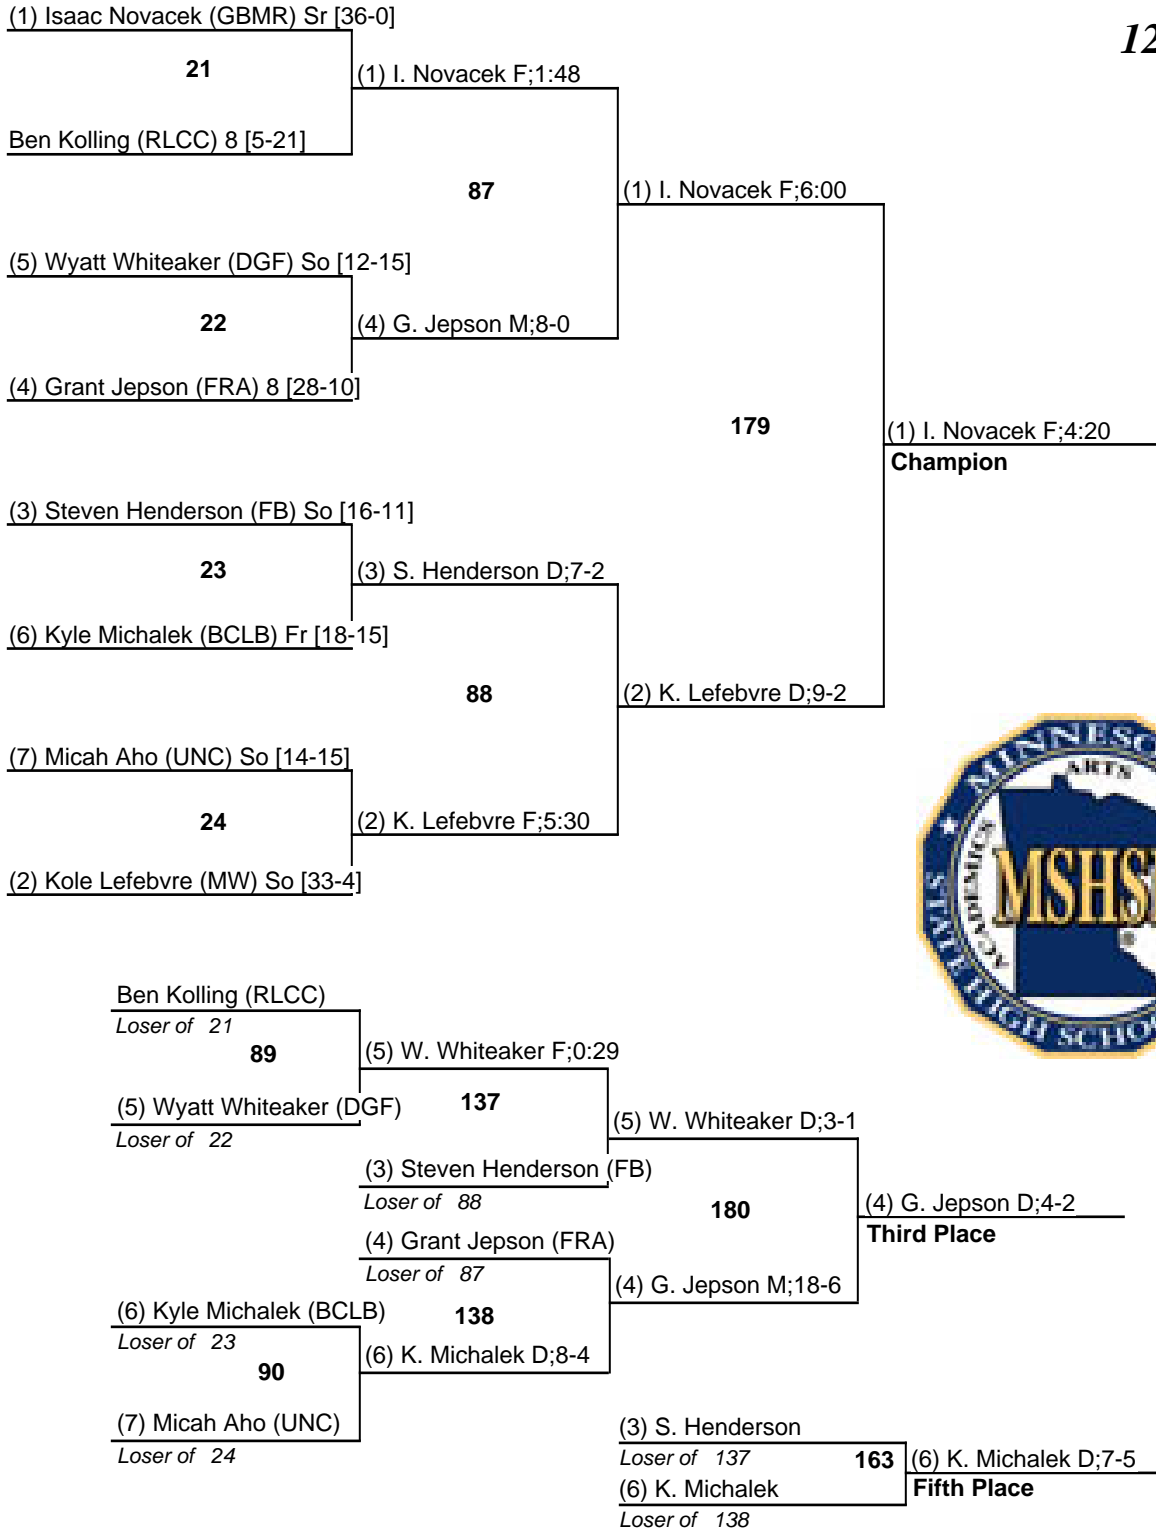 (1) Isaac Novacek (GBMR) Sr [36-0]
12
21
(1) I. Novacek F;1:48
Ben Kolling (RLCC) 8 [5-21]
87
(1) I. Novacek F;6:00
(5) Wyatt Whiteaker (DGF) So [12-15]
22
(4) G. Jepson M;8-0
(4) Grant Jepson (FRA) 8 [28-10]
179
(1) I. Novacek F;4:20
Champion
(3) Steven Henderson (FB) So [16-11]
23
(3) S. Henderson D;7-2
(6) Kyle Michalek (BCLB) Fr [18-15]
88
(2) K. Lefebvre D;9-2
(7) Micah Aho (UNC) So [14-15]
24
(2) K. Lefebvre F;5:30
(2) Kole Lefebvre (MW) So [33-4]
ARTS
ACADEMICS
MSHS
STATE HIGH SCHO
®
Ben Kolling (RLCC)
Loser of 21
89
(5) W. Whiteaker F;0:29
(5) Wyatt Whiteaker (DGF)
Loser of 22
137
(5) W. Whiteaker D;3-1
(3) Steven Henderson (FB)
Loser of 88
180
(4) G. Jepson D;4-2
Third Place
(4) Grant Jepson (FRA)
Loser of 87
(4) G. Jepson M;18-6
(6) Kyle Michalek (BCLB)
Loser of 23
138
90
(6) K. Michalek D;8-4
(7) Micah Aho (UNC)
Loser of 24
(3) S. Henderson
Loser of 137
163
(6) K. Michalek D;7-5
Fifth Place
(6) K. Michalek
Loser of 138